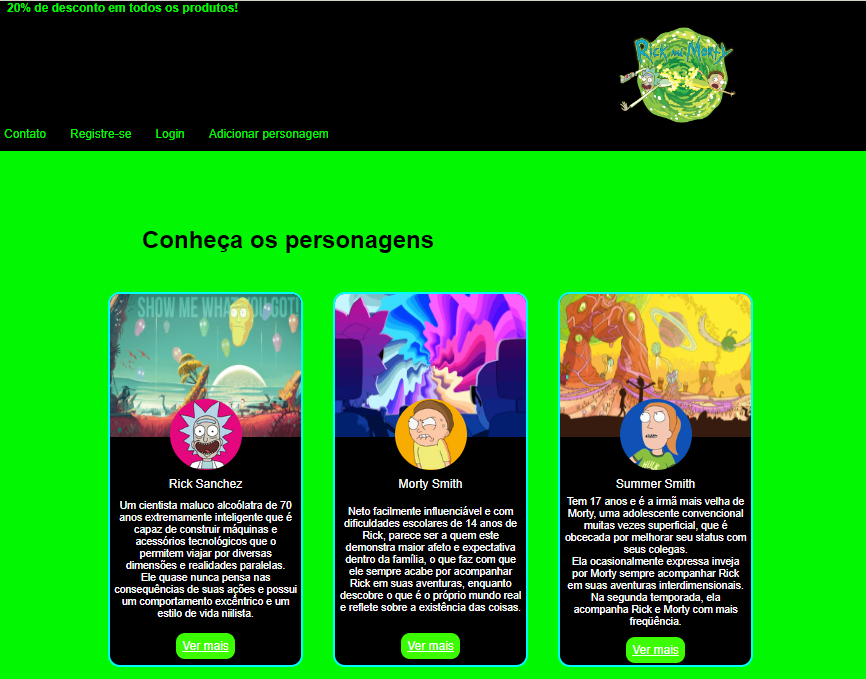 20% de desconto em todos os produtos!
Rick and Morty
Contato Registre-se Login Adicionar personagem
Conheça os personagens
SHOW ME WHAT YOU GOT!
Rick Sanchez
Um cientista maluco alcoólatra de 70
anos extremamente inteligente que é
capaz de construir máquinas e
acessórios tecnológicos que o
permitem viajar por diversas
dimensões e realidades paralelas.
Ele quase nunca pensa nas
consequências de suas ações e possui
um comportamento excêntrico e um
estilo de vida niilista.
Ver mais
Morty Smith
Neto facilmente influenciável e com
dificuldades escolares de 14 anos de
Rick, parece ser a quem este
demonstra maior afeto e expectativa
dentro da família, o que faz com que
ele sempre acabe por acompanhar
Rick em suas aventuras, enquanto
descobre o que é o próprio mundo real
e reflete sobre a existência das coisas.
Ver mais
Summer Smith
Tem 17 anos e é a irmã mais velha de
Morty, uma adolescente convencional
muitas vezes superficial, que é
obcecada por melhorar seu status com
seus colegas.
Ela ocasionalmente expressa inveja
por Morty sempre acompanhar Rick
em suas aventuras interdimensionais.
Na segunda temporada, ela
acompanha Rick e Morty com mais
freqüência.
Ver mais